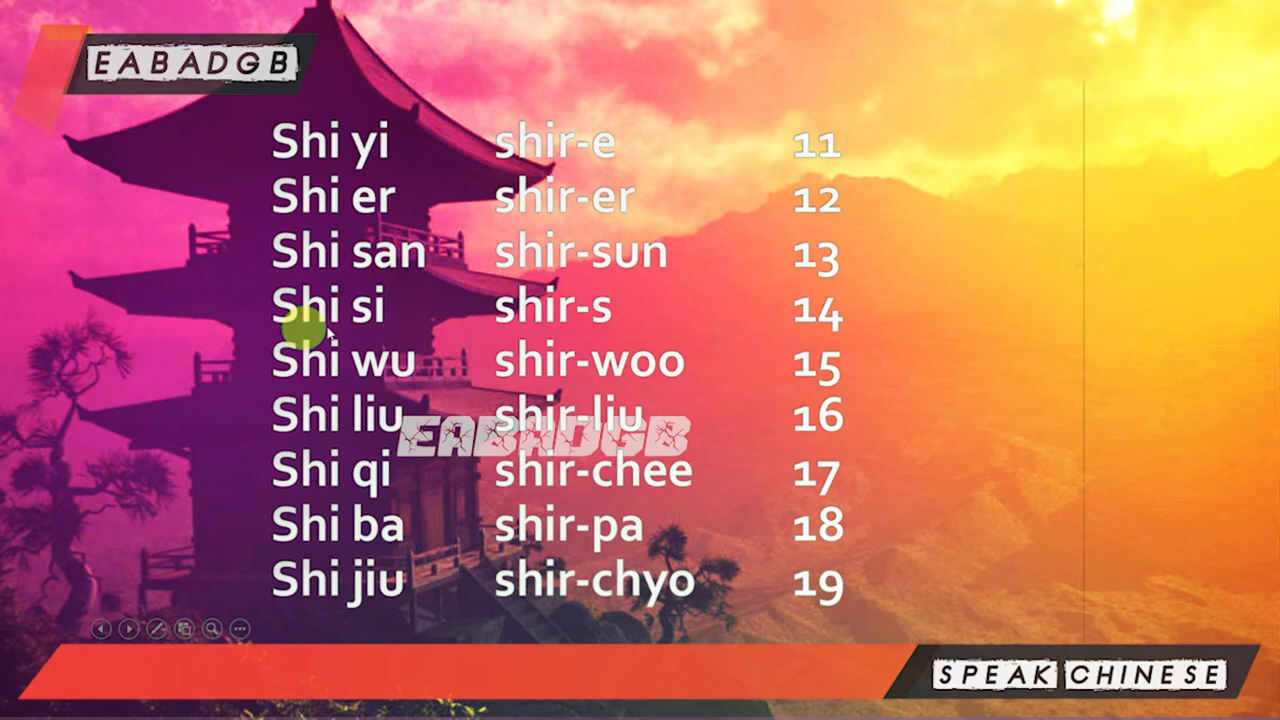 EABADGB
Shi yi shir-e 11
Shi er shir-er 12
Shi san shir-sun 13
Shi si shir-s 14
Shi wu shir-woo 15
Shi liu shir-liu 16
EABADGB
Shi qi shir-chee 17
Shi ba shir-pa 18
Shi jiu shir-chyo 19
SPEAK CHINESE